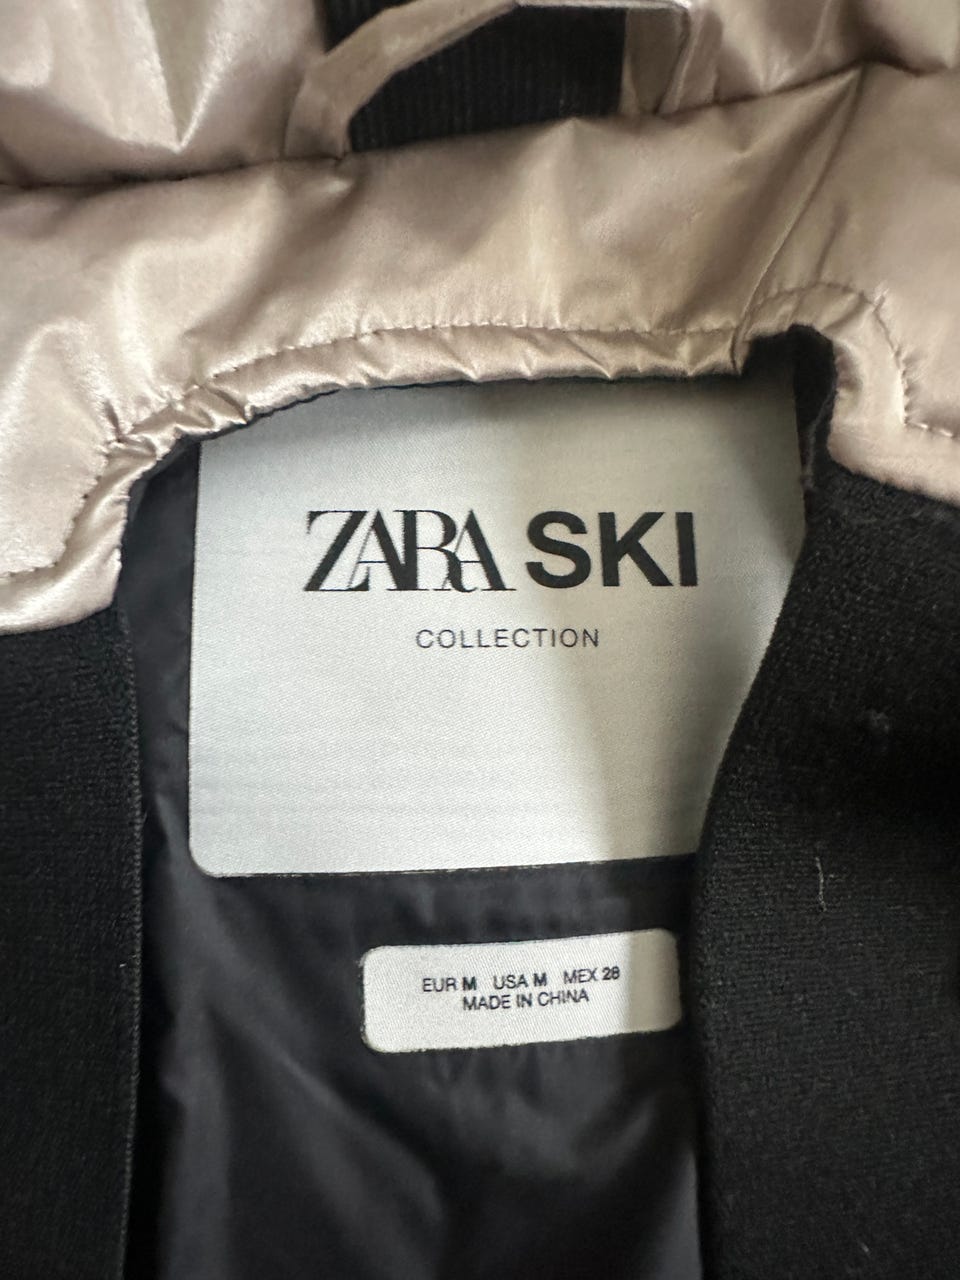 ZARA SKI
COLLECTION
EUR M USA M MEX 28
MADE IN CHINA